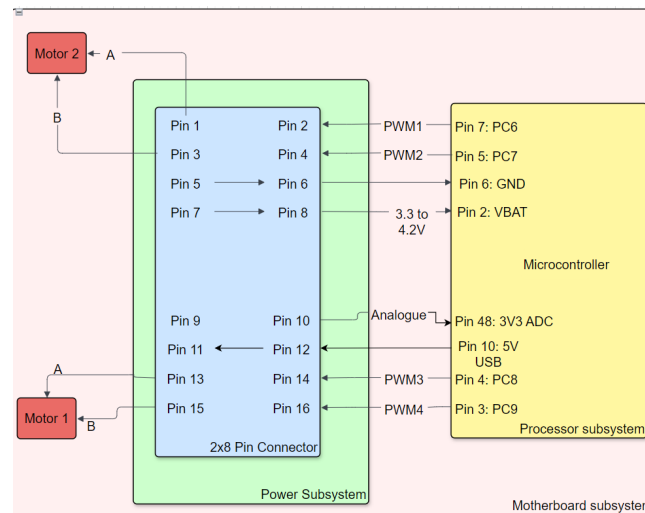 Motor 2
A
B
Pin 1
Pin 2
PWM1
Pin 7: PC6
Pin 3
Pin 4
PWM2
Pin 5: PC7
Pin 5
Pin 6
Pin 6: GND
Pin 7
Pin 8
3.3 to
4.2V
Pin 2: VBAT
Microcontroller
Pin 9
Pin 10
Analogue
Pin 48: 3V3 ADC
Pin 11
Pin 12
Pin 10: 5V
USB
A
Pin 13
Pin 14
PWM3
Pin 4: PC8
Motor 1
B
Pin 15
Pin 16
PWM4
Pin 3: PC9
2x8 Pin Connector
Processor subsystem
Power Subsystem
Motherboard subsyster